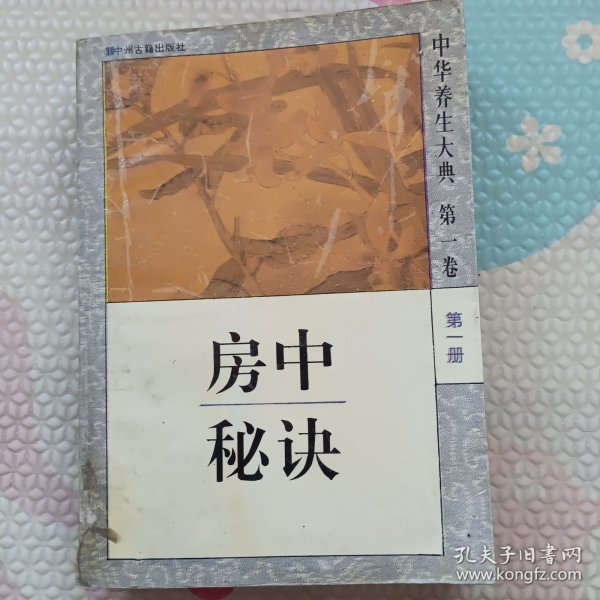 中州古籍出版社
中华养生大典 第一卷
第一册
房中
秘诀
孔夫子旧书网
www.kongfz.com